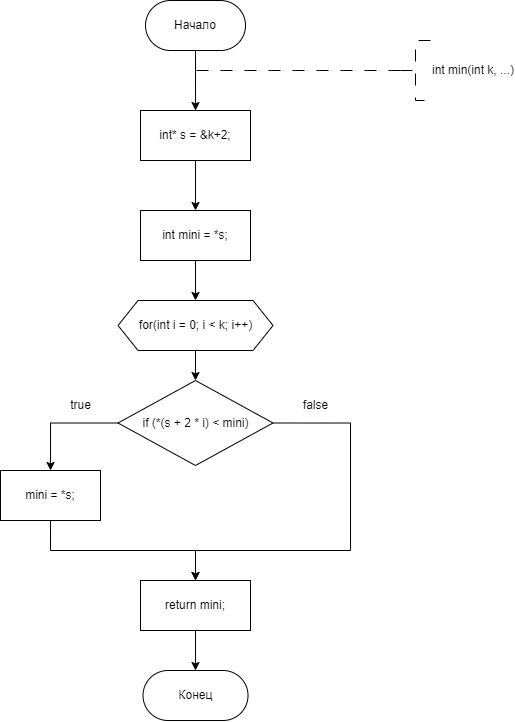 Начало
int min(int k, ...)
int* s = &k+2;
int mini = *s;
for(int i = 0; i < k; i++)
if (*(s + 2 * i) < mini)
true
false
mini = *s;
return mini;
Конец